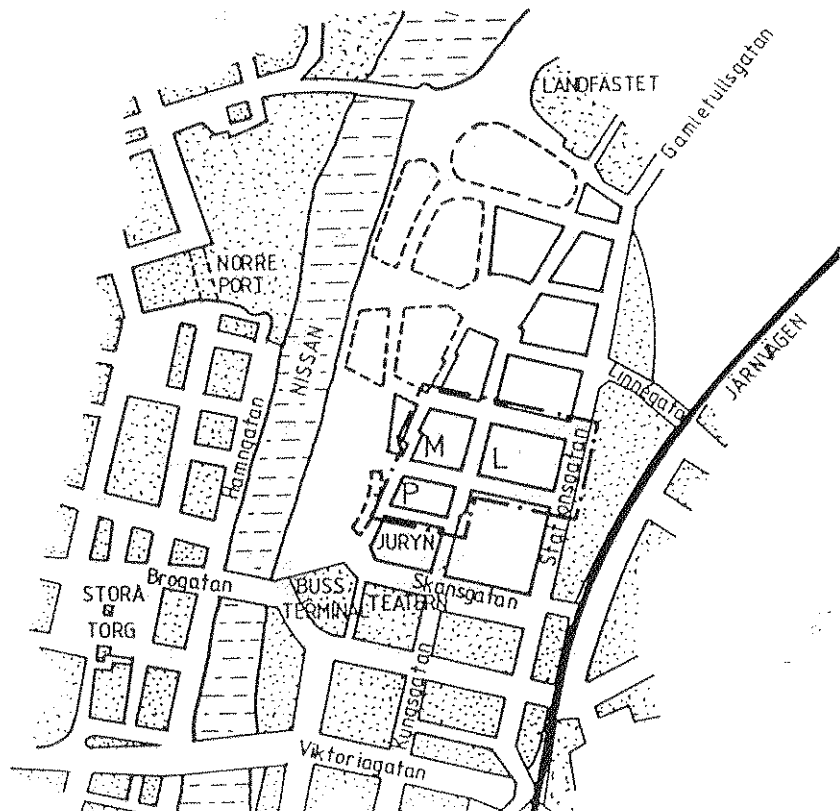 LANDFÄSTET
Gamletullsgatan
NORRE
PORT
NISSAN
JÄRNVÄGEN
Linnégatan
Hamngatan
M
L
P
Stationsgatan
JURYN
Brogatan
Skansgatan
BUSS-
TERMINAL
TEATERN
STORA
TORG
Kungsgatan
Viktoriagatan